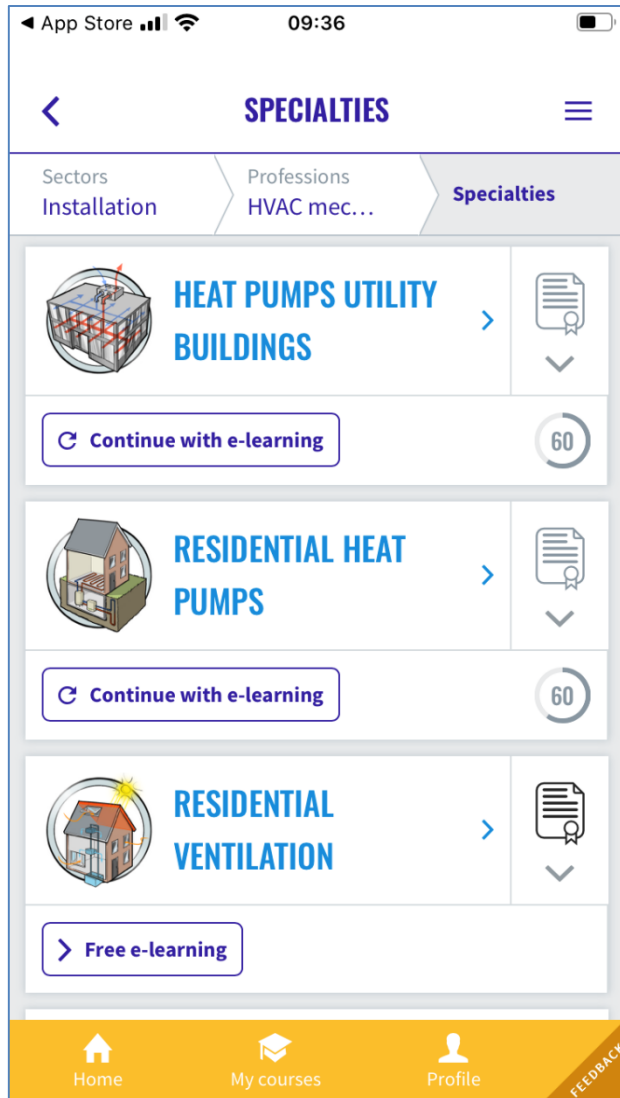 App Store
09:36
SPECIALTIES
Sectors
Installation
Professions
HVAC mec...
Specialties
HEAT PUMPS UTILITY
BUILDINGS
Continue with e-learning
60
RESIDENTIAL HEAT
PUMPS
Continue with e-learning
60
RESIDENTIAL
VENTILATION
Free e-learning
Home
My courses
Profile
FEEDBACK